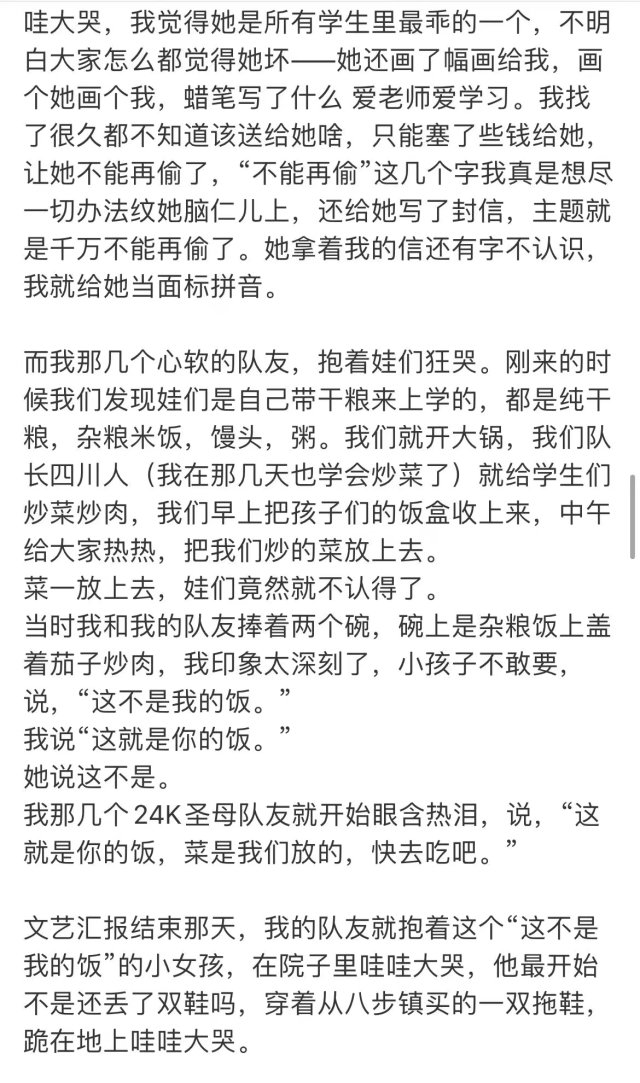 哇大哭，我觉得她是所有学生里最乖的一个，不明
白大家怎么都觉得她坏——她还画了幅画给我，画
个她画个我，蜡笔写了什么 爱老师爱学习。我找
了很久都不知道该送给她啥，只能塞了些钱给她，
让她不能再偷了，“不能再偷”这几个字我真是想尽
一切办法纹她脑仁儿上，还给她写了封信，主题就
是千万不能再偷了。她拿着我的信还有字不认识，
我就给她当面标拼音。
而我那几个心软的队友，抱着娃们狂哭。刚来的时
候我们发现娃们是自己带干粮来上学的，都是纯干
粮，杂粮米饭，馒头，粥。我们就开大锅，我们队
长四川人（我在那几天也学会炒菜了）就给学生们
炒菜炒肉，我们早上把孩子们的饭盒收上来，中午
给大家热热，把我们炒的菜放上去。
菜一放上去，娃们竟然就不认得了。
当时我和我的队友捧着两个碗，碗上是杂粮饭上盖
着茄子炒肉，我印象太深刻了，小孩子不敢要，
说，“这不是我的饭。”
我说“这就是你的饭。”
她说这不是。
我那几个24K圣母队友就开始眼含热泪，说，“这
就是你的饭，菜是我们放的，快去吃吧。”
文艺汇报结束那天，我的队友就抱着这个“这不是
我的饭”的小女孩，在院子里哇哇大哭，他最开始
不是还丢了双鞋吗，穿着从八步镇买的一双拖鞋，
跪在地上哇哇大哭。